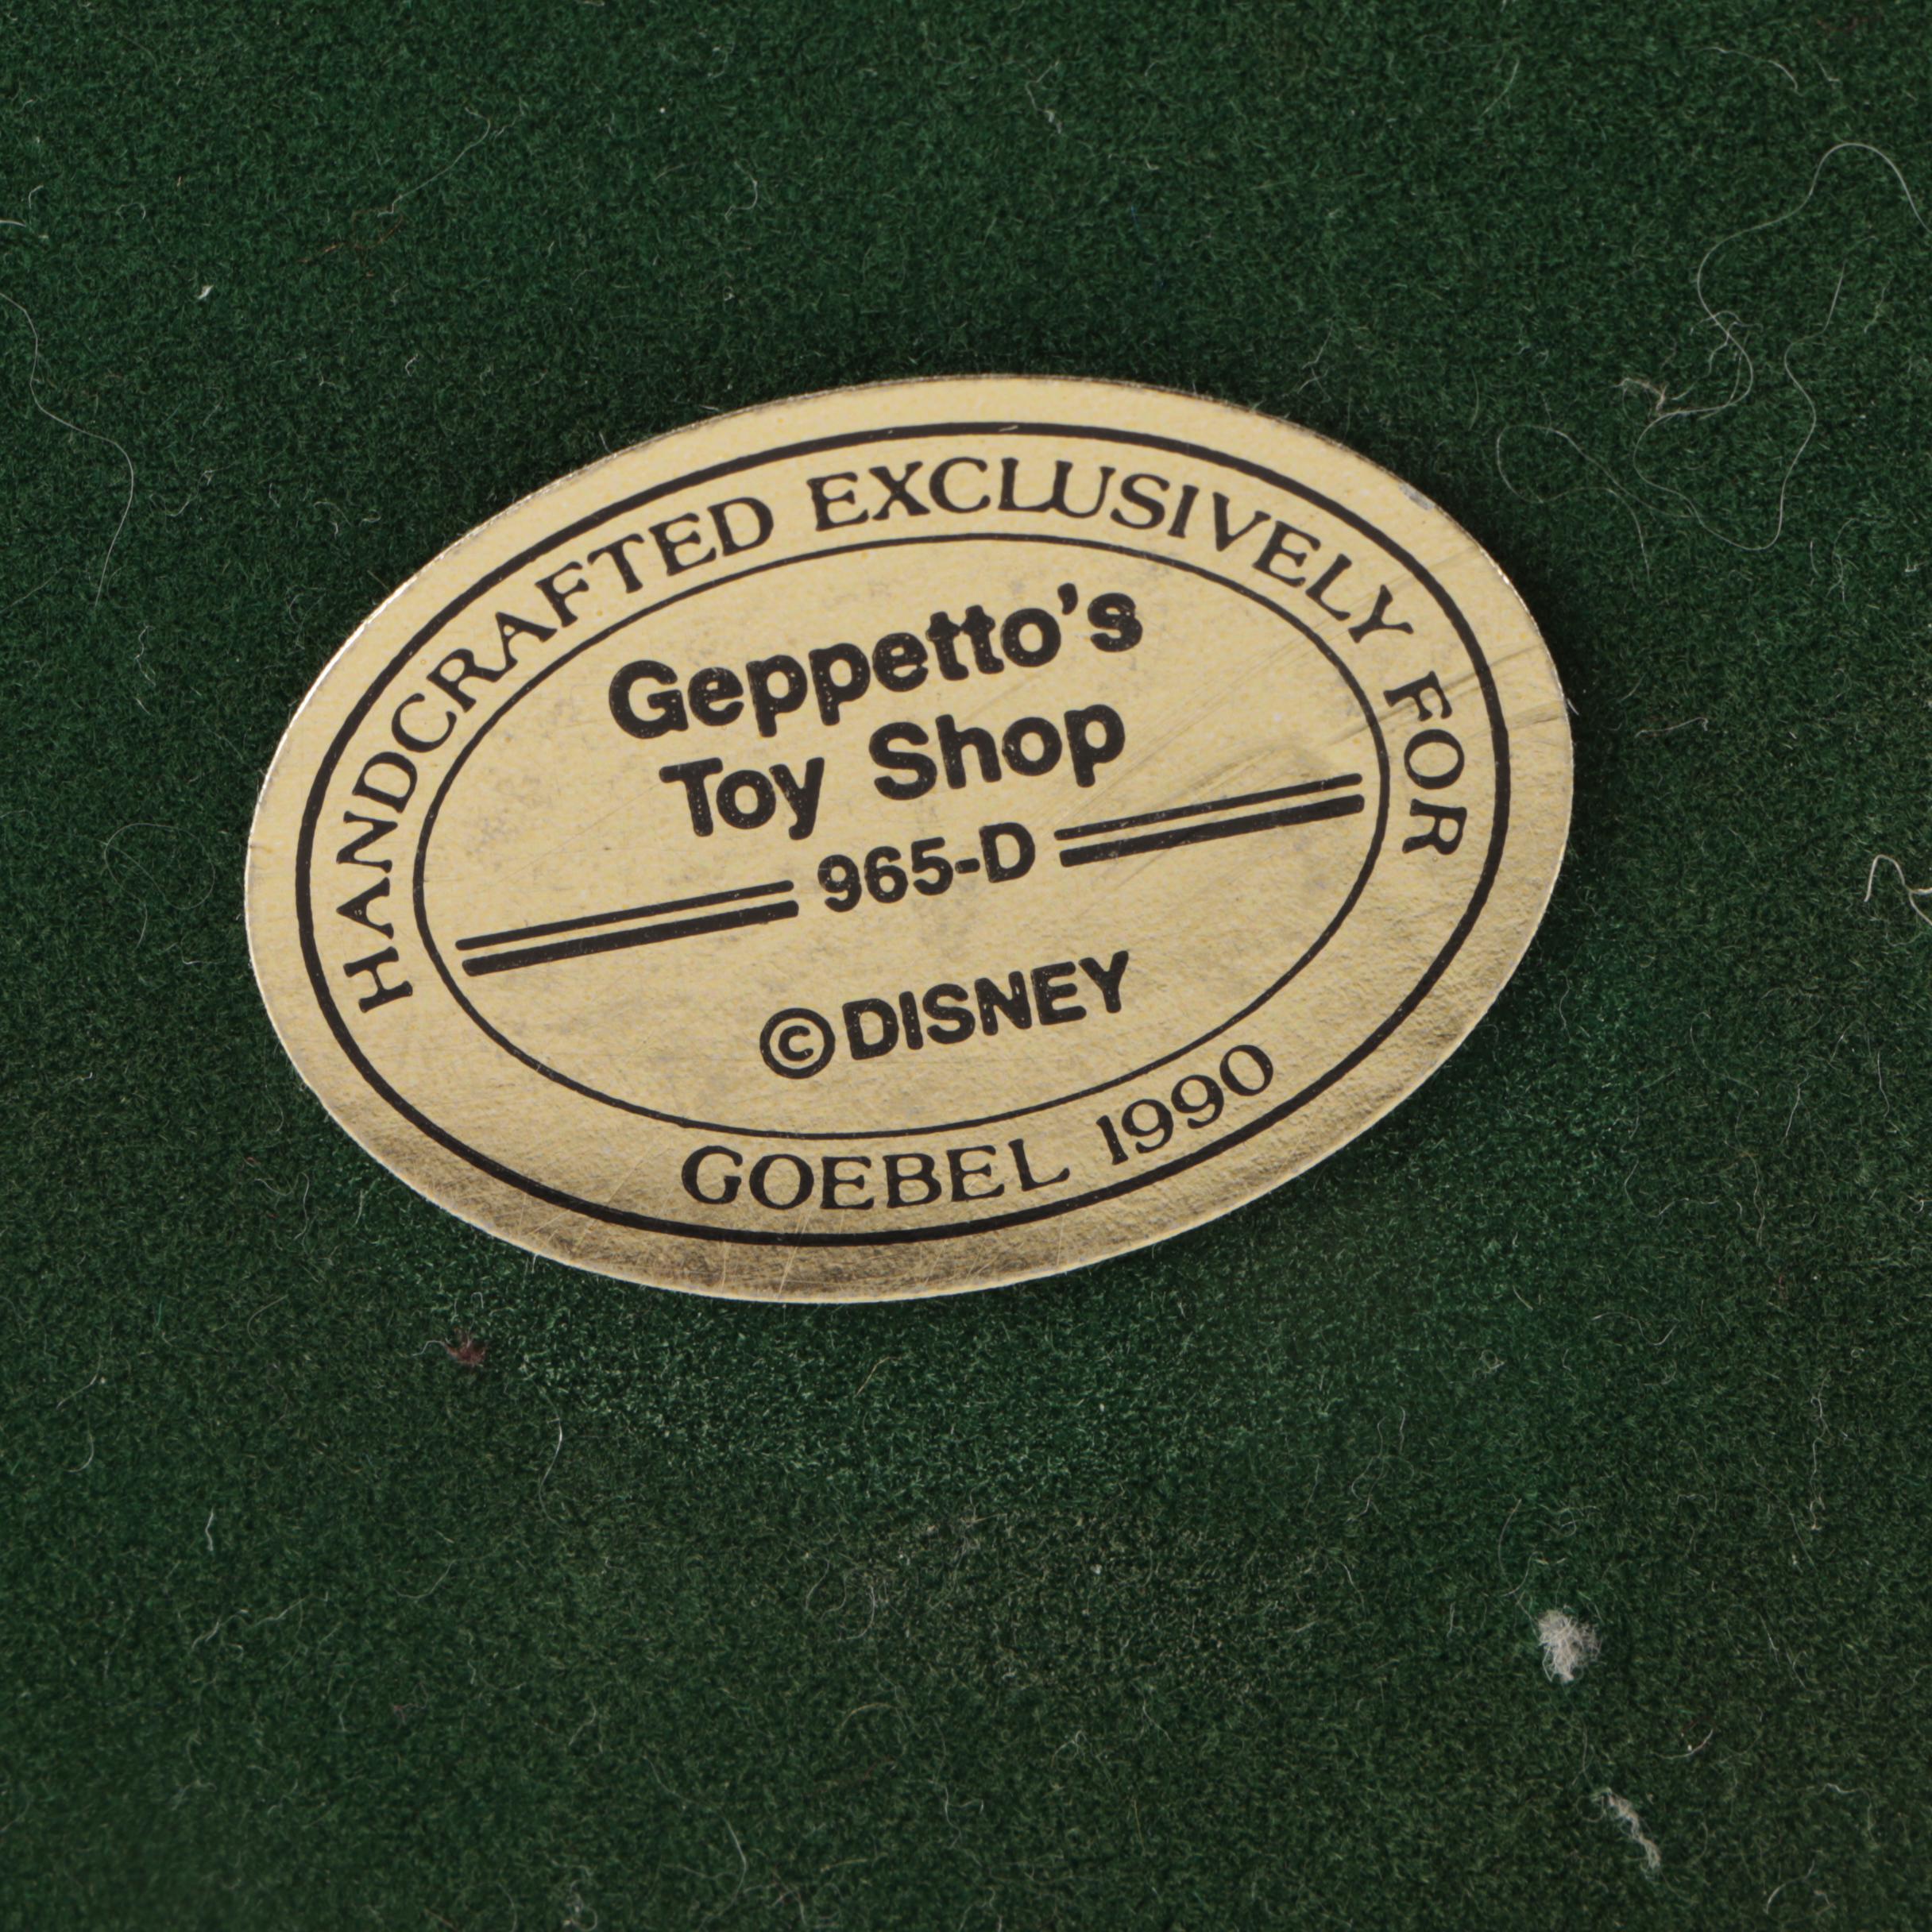 HANDCRAFTED EXCLUSIVELY FOR
Geppetto's
Toy Shop
965-D
©DISNEY
GOEBEL 1990